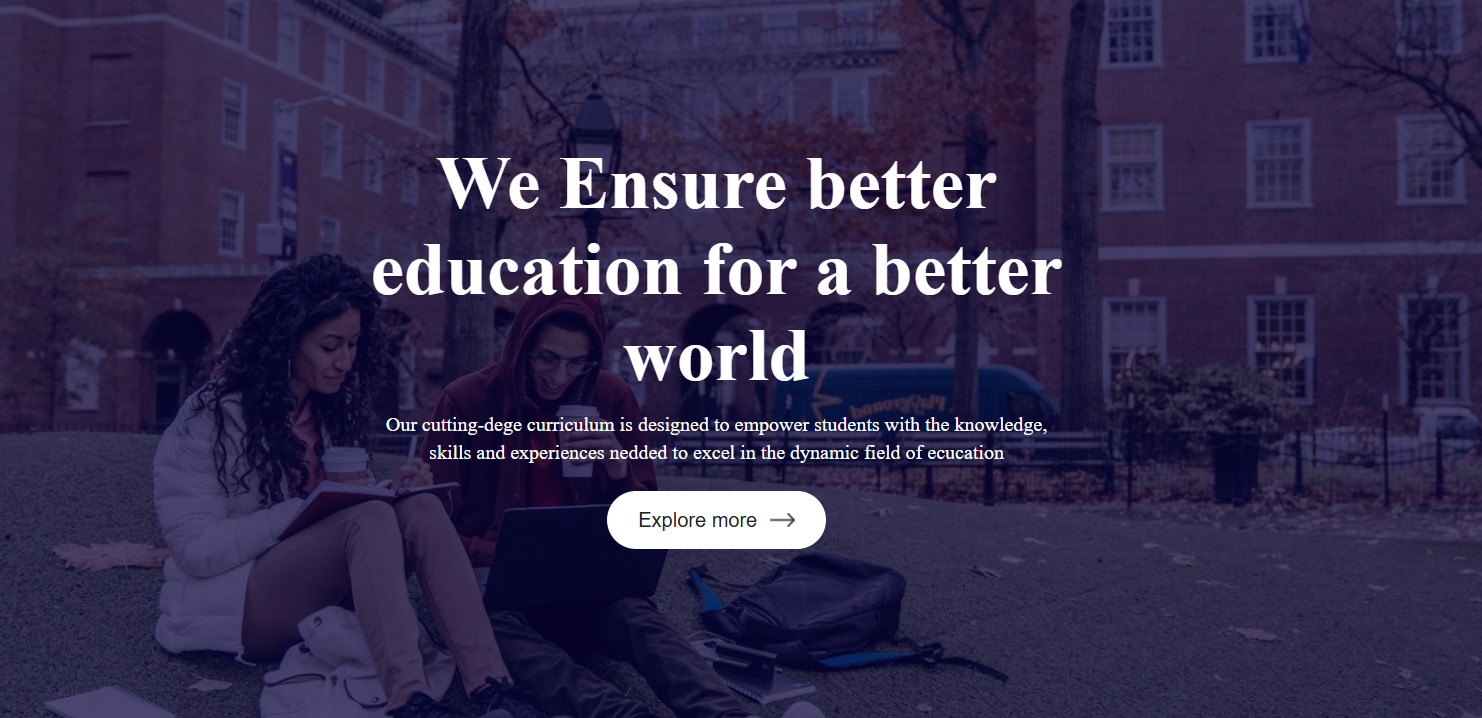 We Ensure better
education for a better
world
Our cutting-dege curriculum is designed to empower students with the knowledge,
skills and experiences nedded to excel in the dynamic field of ecucation
Explore more